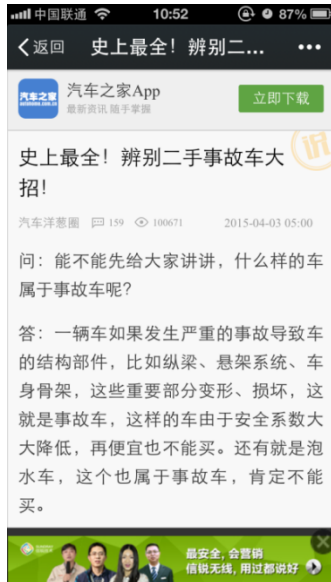 中国联通 10:52 87%
返回 史上最全！辨别二...
汽车之家
autohome.com.cn
汽车之家App
最新资讯 随手掌握
立即下载
史上最全！辨别二手事故车大
招！
汽车洋葱圈 159 100671 2015-04-03 05:00
问：能不能先给大家讲讲，什么样的车
属于事故车呢？
答：一辆车如果发生严重的事故导致车
的结构部件，比如纵梁、悬架系统、车
身骨架，这些重要部分变形、损坏，这
就是事故车，这样的车由于安全系数大
大降低，再便宜也不能买。还有就是泡
水车，这个也属于事故车，肯定不能
买。
最安全，会营销
信锐无线，用过都说好